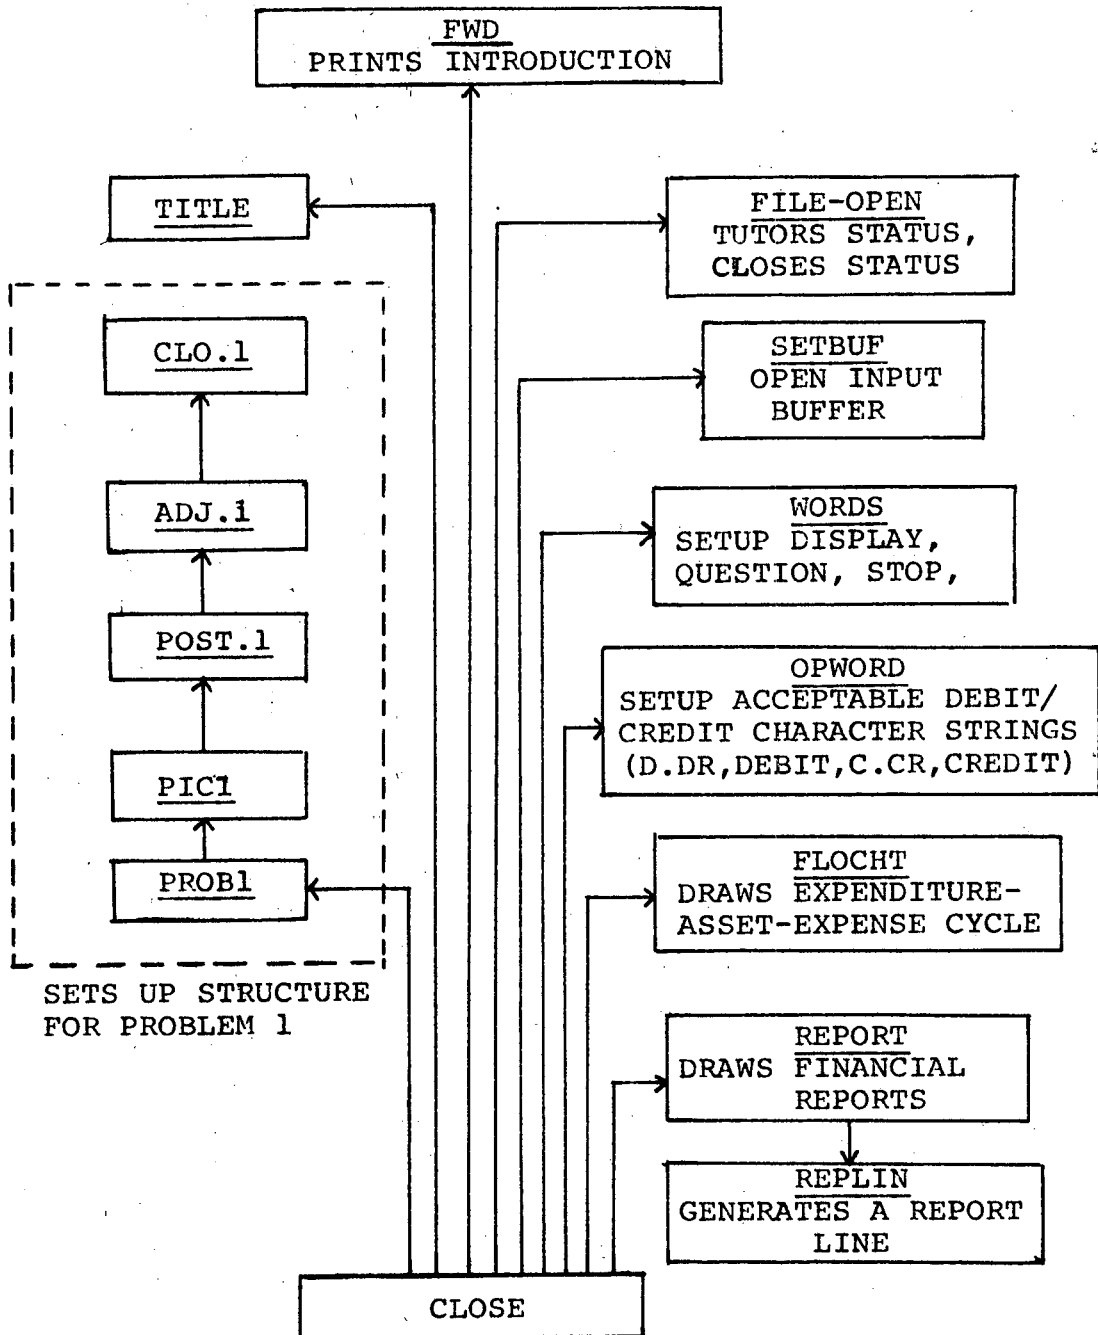 FWD
PRINTS INTRODUCTION
TITLE
CLO.1
ADJ.1
POST.1
PIC1
PROB1
SETS UP STRUCTURE
FOR PROBLEM 1
FILE-OPEN
TUTORS STATUS,
CLOSES STATUS
SETBUF
OPEN INPUT
BUFFER
WORDS
SETUP DISPLAY,
QUESTION, STOP,
OPWORD
SETUP ACCEPTABLE DEBIT/
CREDIT CHARACTER STRINGS
(D.DR,DEBIT,C.CR,CREDIT)
FLOCHT
DRAWS EXPENDITURE-
ASSET-EXPENSE CYCLE
REPORT
DRAWS FINANCIAL
REPORTS
REPLIN
GENERATES A REPORT
LINE
CLOSE